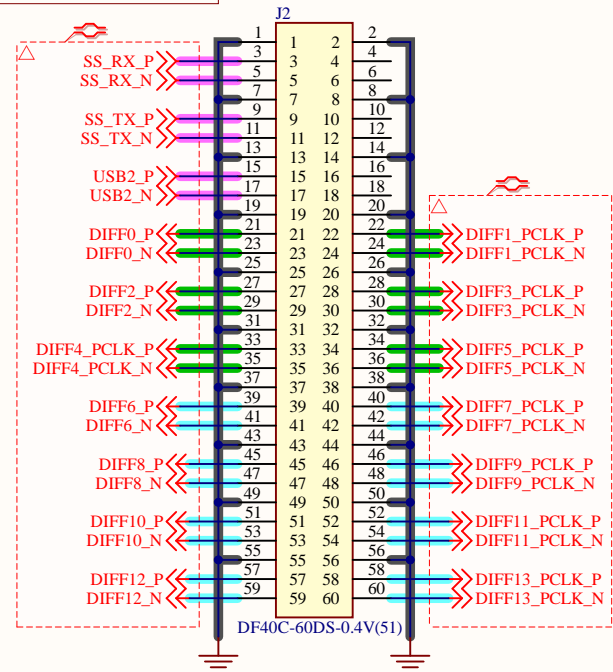 J2
1 1 2 2
SS_RX_P 3 3 4 4
SS_RX_N 5 5 6 6
7 7 8 8
SS_TX_P 9 9 10 10
SS_TX_N 11 11 12 12
13 13 14 14
USB2_P 15 15 16 16
USB2_N 17 17 18 18
19 19 20 20
DIFF0_P 21 21 22 22 DIFF1_PCLK_P
DIFF0_N 23 23 24 24 DIFF1_PCLK_N
25 25 26 26
DIFF2_P 27 27 28 28 DIFF3_PCLK_P
DIFF2_N 29 29 30 30 DIFF3_PCLK_N
31 31 32 32
DIFF4_PCLK_P 33 33 34 34 DIFF5_PCLK_P
DIFF4_PCLK_N 35 35 36 36 DIFF5_PCLK_N
37 37 38 38
DIFF6_P 39 39 40 40 DIFF7_PCLK_P
DIFF6_N 41 41 42 42 DIFF7_PCLK_N
43 43 44 44
DIFF8_P 45 45 46 46 DIFF9_PCLK_P
DIFF8_N 47 47 48 48 DIFF9_PCLK_N
49 49 50 50
DIFF10_P 51 51 52 52 DIFF11_PCLK_P
DIFF10_N 53 53 54 54 DIFF11_PCLK_N
55 55 56 56
DIFF12_P 57 57 58 58 DIFF13_PCLK_P
DIFF12_N 59 59 60 60 DIFF13_PCLK_N
DF40C-60DS-0.4V(51)